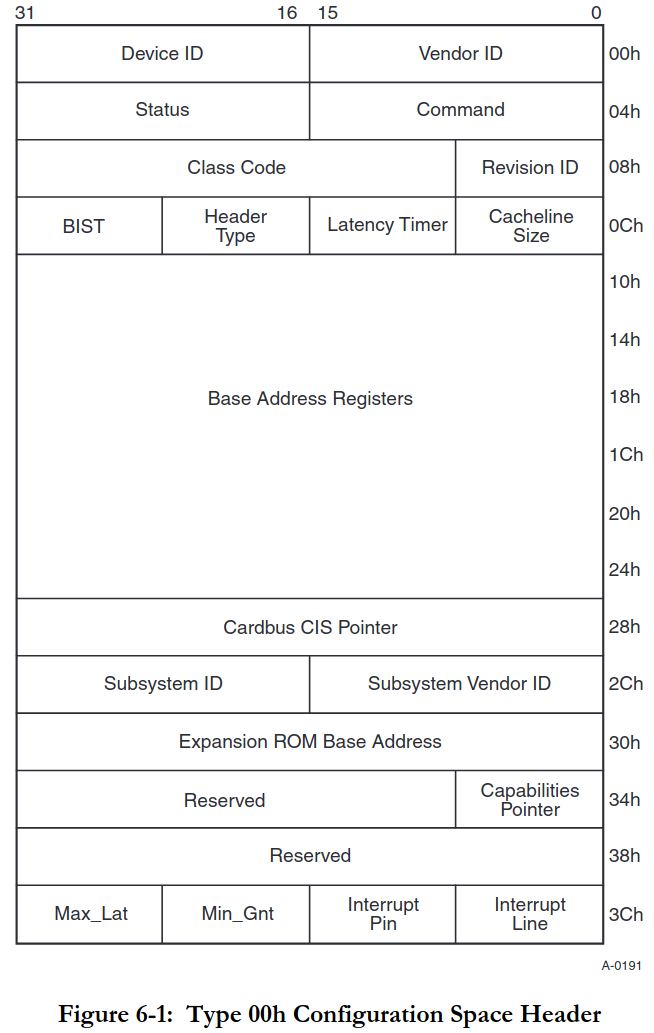 31 16 15 0
Device ID Vendor ID 00h
Status Command 04h
Class Code Revision ID 08h
BIST Header Type Latency Timer Cacheline Size 0Ch
10h
14h
Base Address Registers 18h
1Ch
20h
24h
Cardbus CIS Pointer 28h
Subsystem ID Subsystem Vendor ID 2Ch
Expansion ROM Base Address 30h
Reserved Capabilities Pointer 34h
Reserved 38h
Max_Lat Min_Gnt Interrupt Pin Interrupt Line 3Ch
A-0191
Figure 6-1: Type 00h Configuration Space Header